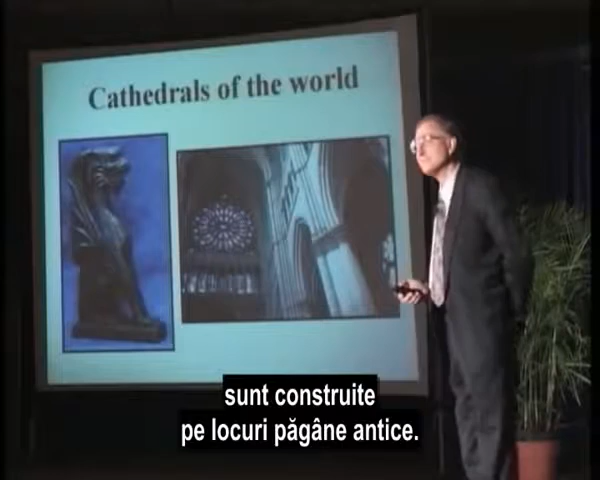 Cathedrals of the world
sunt construite
pe locuri păgâne antice.